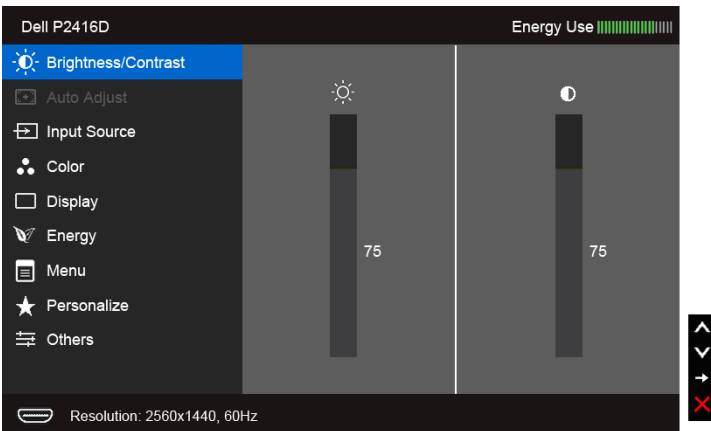 Dell P2416D
Energy Use
Brightness/Contrast
Auto Adjust
Input Source
Color
Display
Energy
Menu
Personalize
Others
75
75
Resolution: 2560x1440, 60Hz